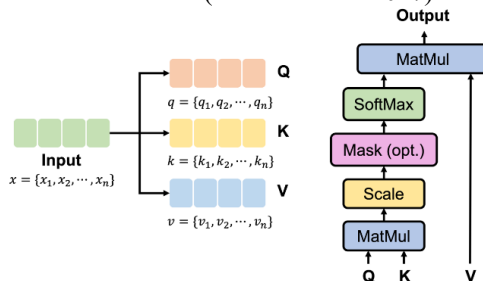 Output
MatMul
SoftMax
Mask (opt.)
Scale
MatMul
Q K V
Q
q = {q₁, q₂, ⋯, qₙ}
K
k = {k₁, k₂, ⋯, kₙ}
V
v = {v₁, v₂, ⋯, vₙ}
Input
x = {x₁, x₂, ⋯, xₙ}